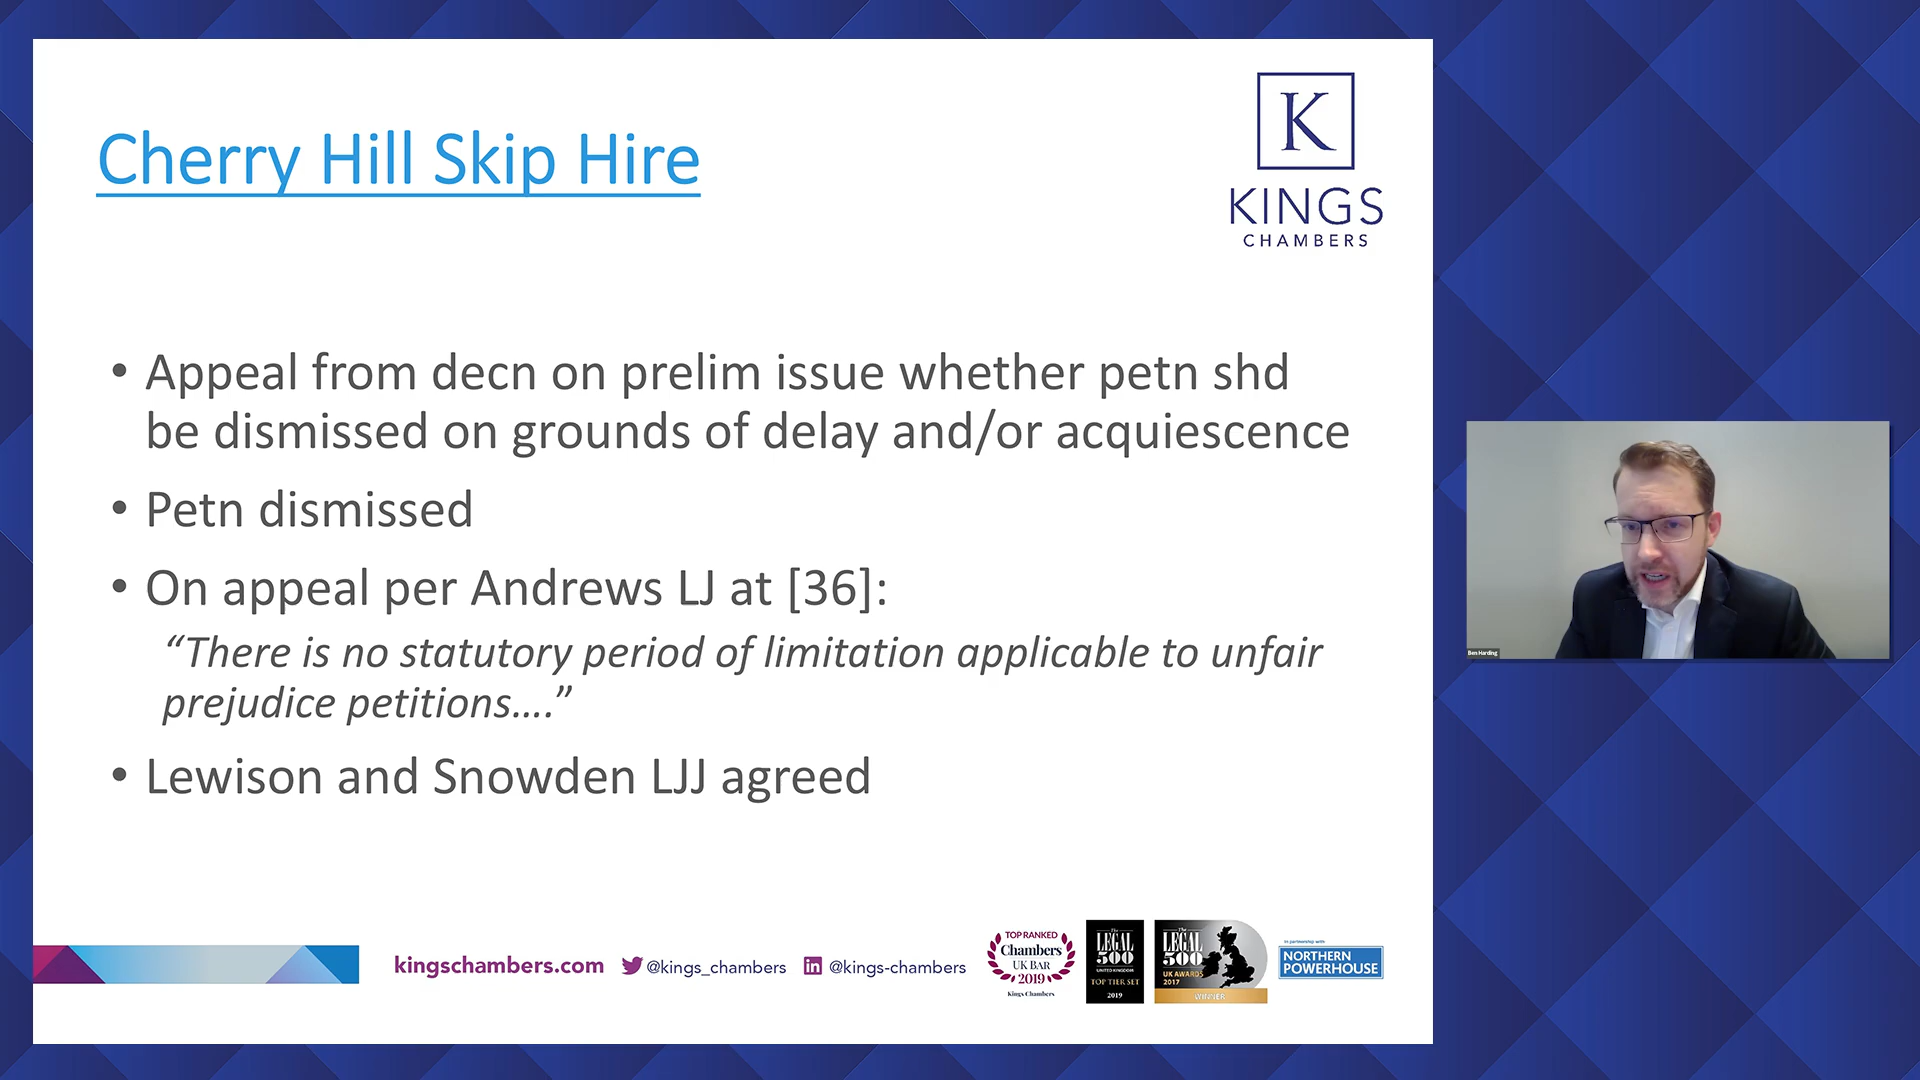 Cherry Hill Skip Hire
K
KINGS
CHAMBERS
• Appeal from decn on prelim issue whether petn shd
be dismissed on grounds of delay and/or acquiescence
• Petn dismissed
• On appeal per Andrews LJ at [36]:
“There is no statutory period of limitation applicable to unfair
prejudice petitions….”
• Lewison and Snowden LJJ agreed
Ben Harding
kingschambers.com @kings_chambers @kings-chambers
TOP RANKED
Chambers
UK BAR
2019
Kings Chambers
The
LEGAL
500
UNITED KINGDOM
TOP TIER SET
2019
The
LEGAL
500
UK AWARDS
2017
WINNER
in partnership with
NORTHERN
POWERHOUSE